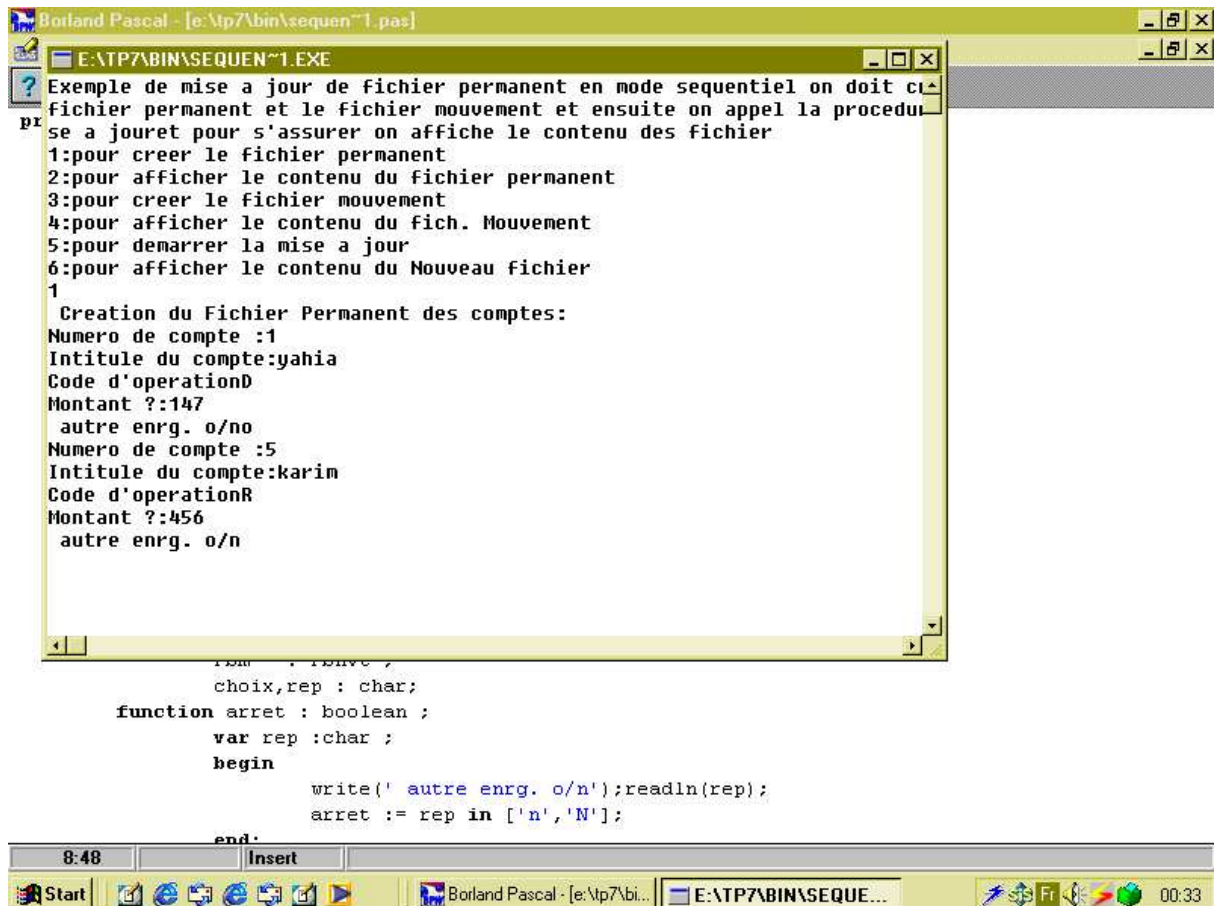 Borland Pascal - [e:\tp7\bin\sequen~1.pas]
E:\TP7\BIN\SEQUEN~1.EXE
Exemple de mise a jour de fichier permanent en mode sequentiel on doit
fichier permanent et le fichier mouvement et ensuite on appel la
se a jouret pour s'assurer on affiche le contenu des fichier
1:pour creer le fichier permanent
2:pour afficher le contenu du fichier permanent
3:pour creer le fichier mouvement
4:pour afficher le contenu du fich. Mouvement
5:pour demarrer la mise a jour
6:pour afficher le contenu du Nouveau fichier
1
Creation du Fichier Permanent des comptes:
Numero de compte :1
Intitule du compte:yahia
Code d'operationD
Montant ?:147
autre enrg. o/no
Numero de compte :5
Intitule du compte:karim
Code d'operationR
Montant ?:456
autre enrg. o/n
choix,rep : char;
function arret : boolean ;
var rep :char ;
begin
write(' autre enrg. o/n');readln(rep);
arret := rep in ['n','N'];
end;
8:48 Insert
Start Borland Pascal - [e:\tp7\bi... E:\TP7\BIN\SEQUE... Fr 00:33